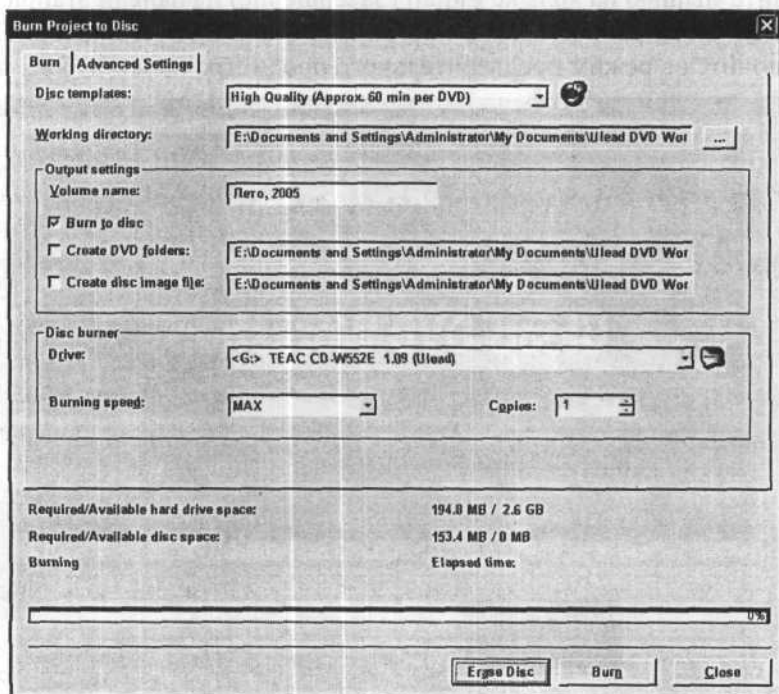 Burn Project to Disc
Burn Advanced Settings
Disc templates: High Quality (Approx. 60 min per DVD)
Working directory: E:\Documents and Settings\Administrator\My Documents\Ulead DVD Wor ...
Output settings
Volume name: Лето, 2005
Burn to disc
Create DVD folders: E:\Documents and Settings\Administrator\My Documents\Ulead DVD Wor
Create disc image file: E:\Documents and Settings\Administrator\My Documents\Ulead DVD Wor
Disc burner
Drive: <G:> TEAC CD-W552E 1.09 (Ulead)
Burning speed: MAX Copies: 1
Required/Available hard drive space: 194.8 MB / 2.6 GB
Required/Available disc space: 153.4 MB / 0 MB
Burning Elapsed time:
0%
Erase Disc Burn Close